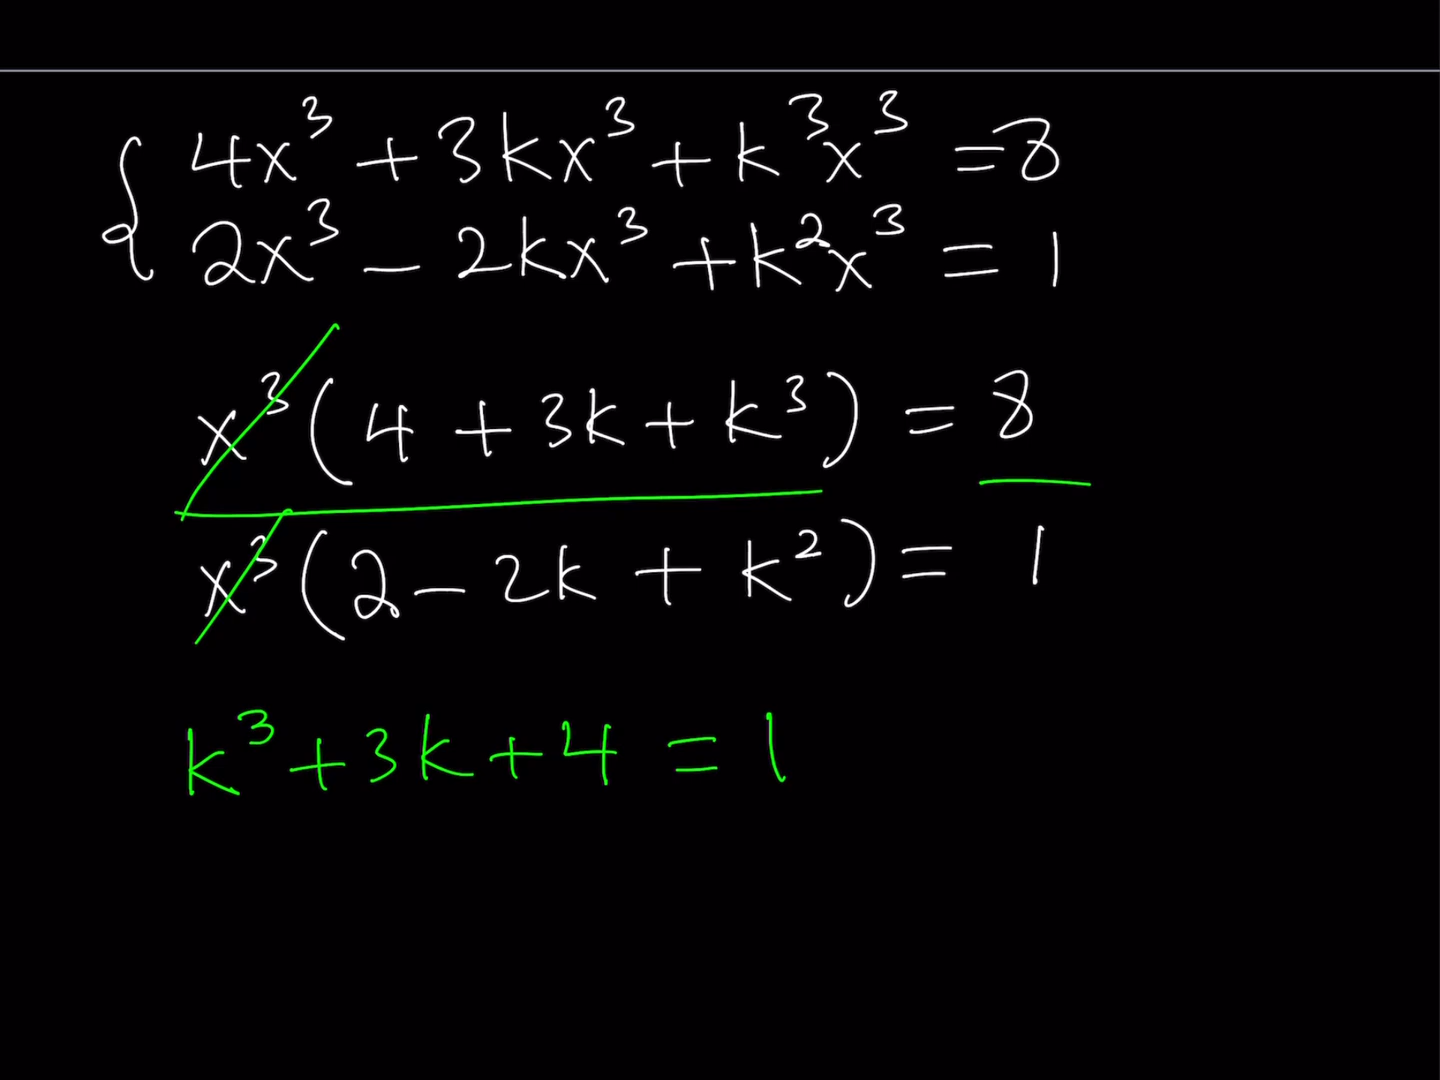 { 4x³ + 3kx³ + k³x³ = 8
2x³ − 2kx³ + k²x³ = 1
x³(4 + 3k + k³) = 8
x³(2 − 2k + k²) = 1
k³ + 3k + 4 = 1